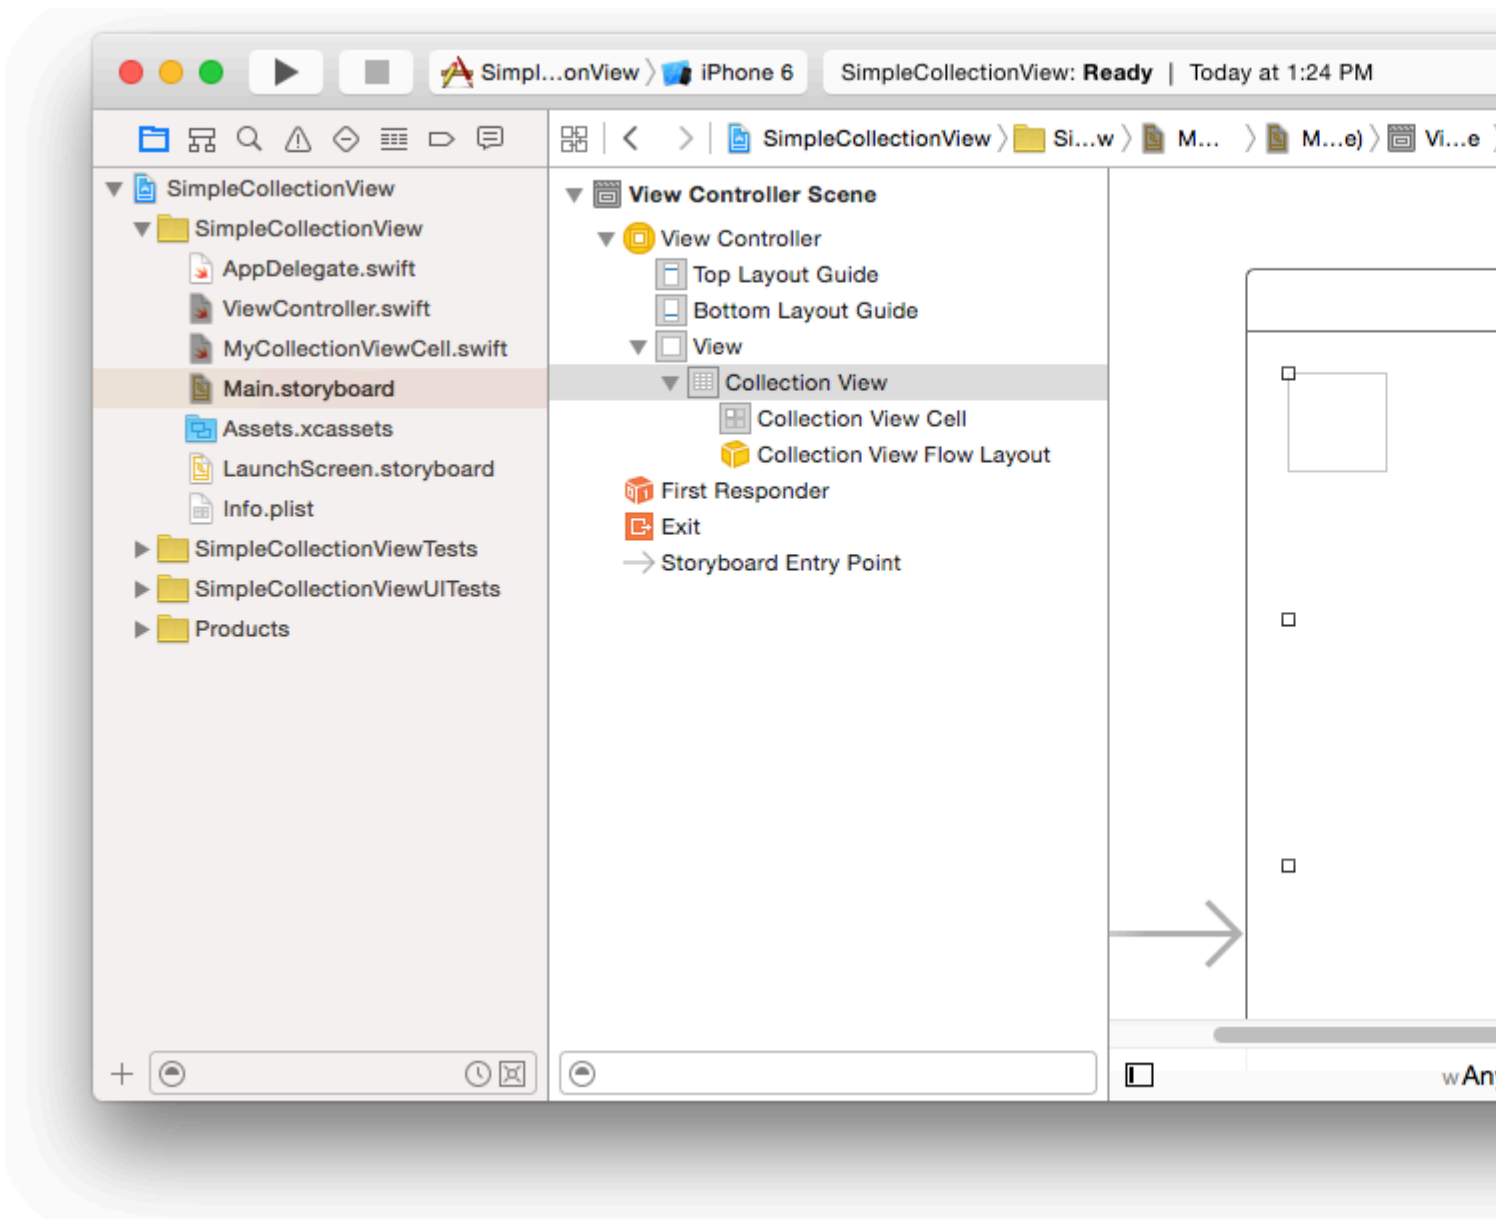 Simpl...onView iPhone 6 SimpleCollectionView: Ready | Today at 1:24 PM
SimpleCollectionView Si...w M... M...e) Vi...e
SimpleCollectionView
SimpleCollectionView
AppDelegate.swift
ViewController.swift
MyCollectionViewCell.swift
Main.storyboard
Assets.xcassets
LaunchScreen.storyboard
Info.plist
SimpleCollectionViewTests
SimpleCollectionViewUITests
Products
View Controller Scene
View Controller
Top Layout Guide
Bottom Layout Guide
View
Collection View
Collection View Cell
Collection View Flow Layout
First Responder
Exit
Storyboard Entry Point